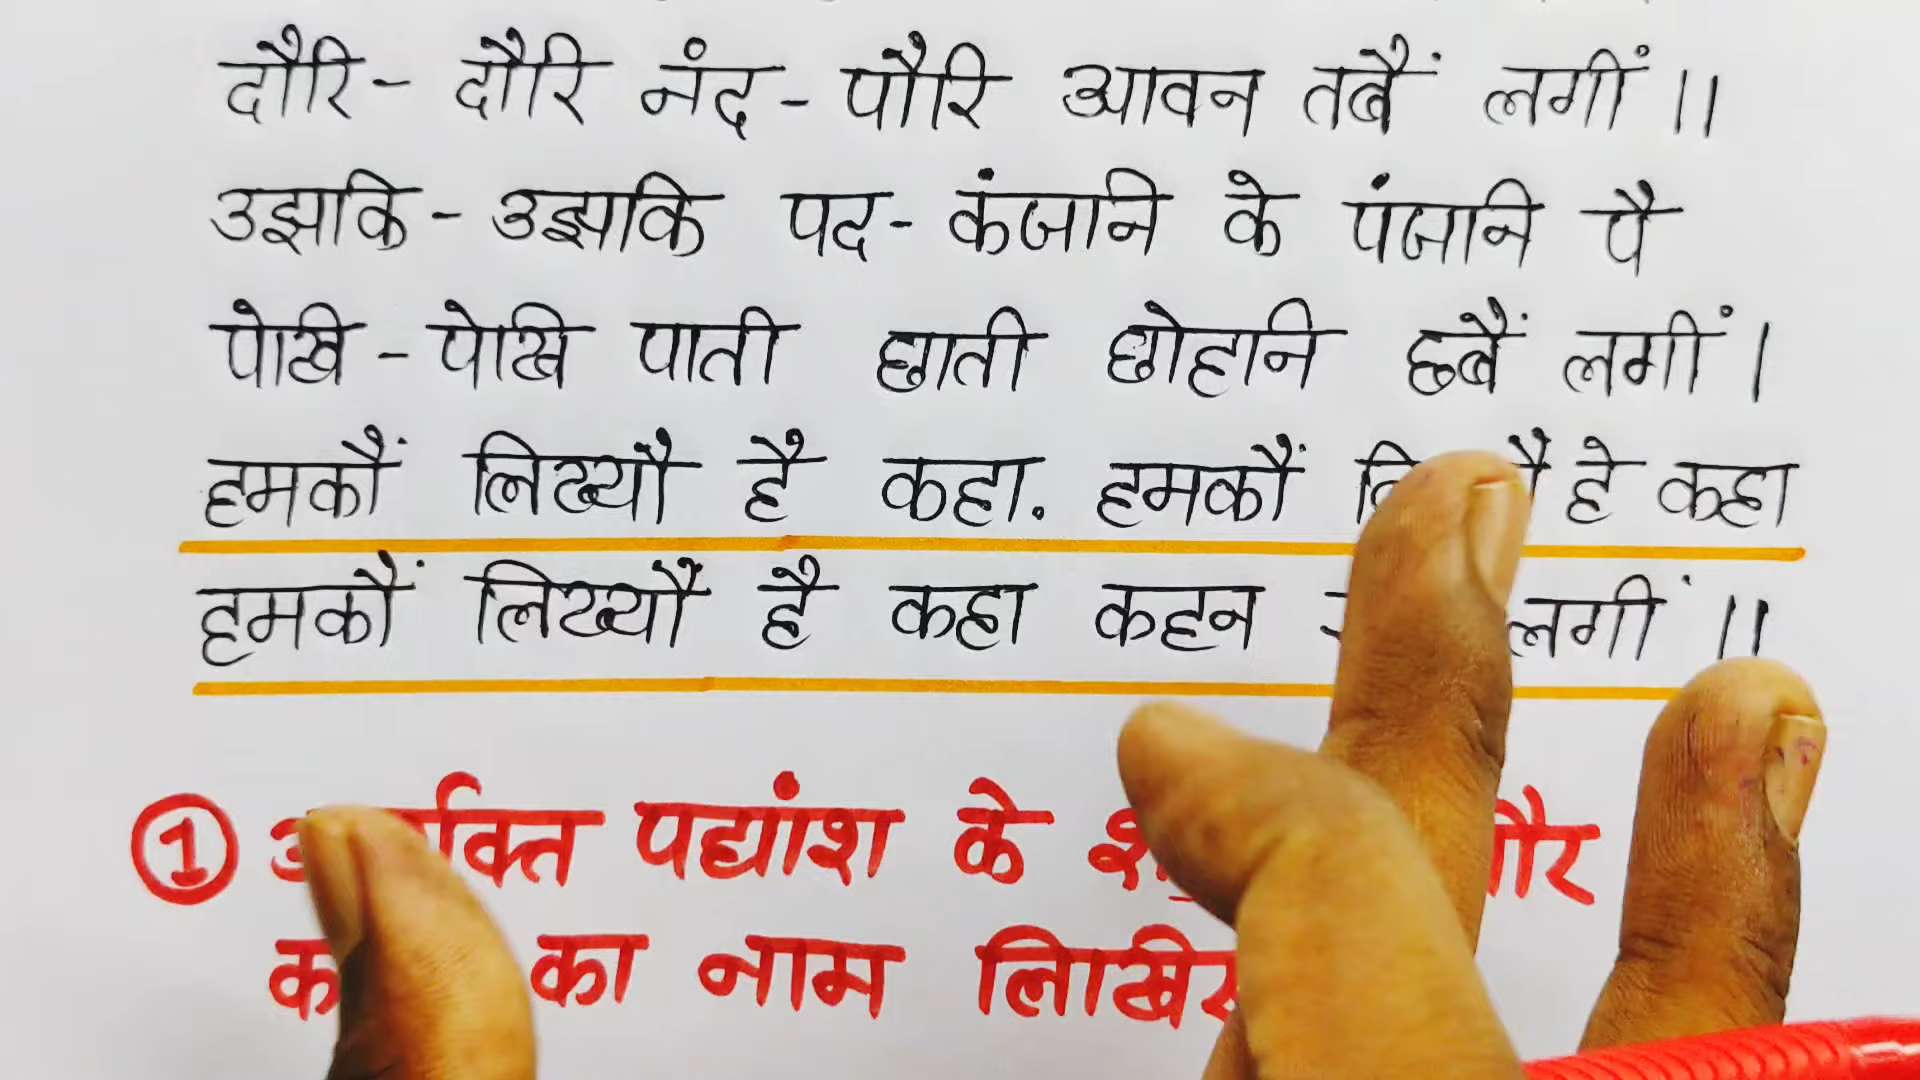 दौरि - दौरि नंद - पौरि आवन तबैं लगीं ।।
उझकि - उझकि पद - कंजनि के पंजनि पै
पेखि - पेखि पाती छाती छोहनि छबैं लगीं ।
हमकौं लिख्यौ है कहा. हमकौं है कहा
हमकौं लिख्यौ है कहा कहन लगीं ।।
① पद्यांश के
का नाम